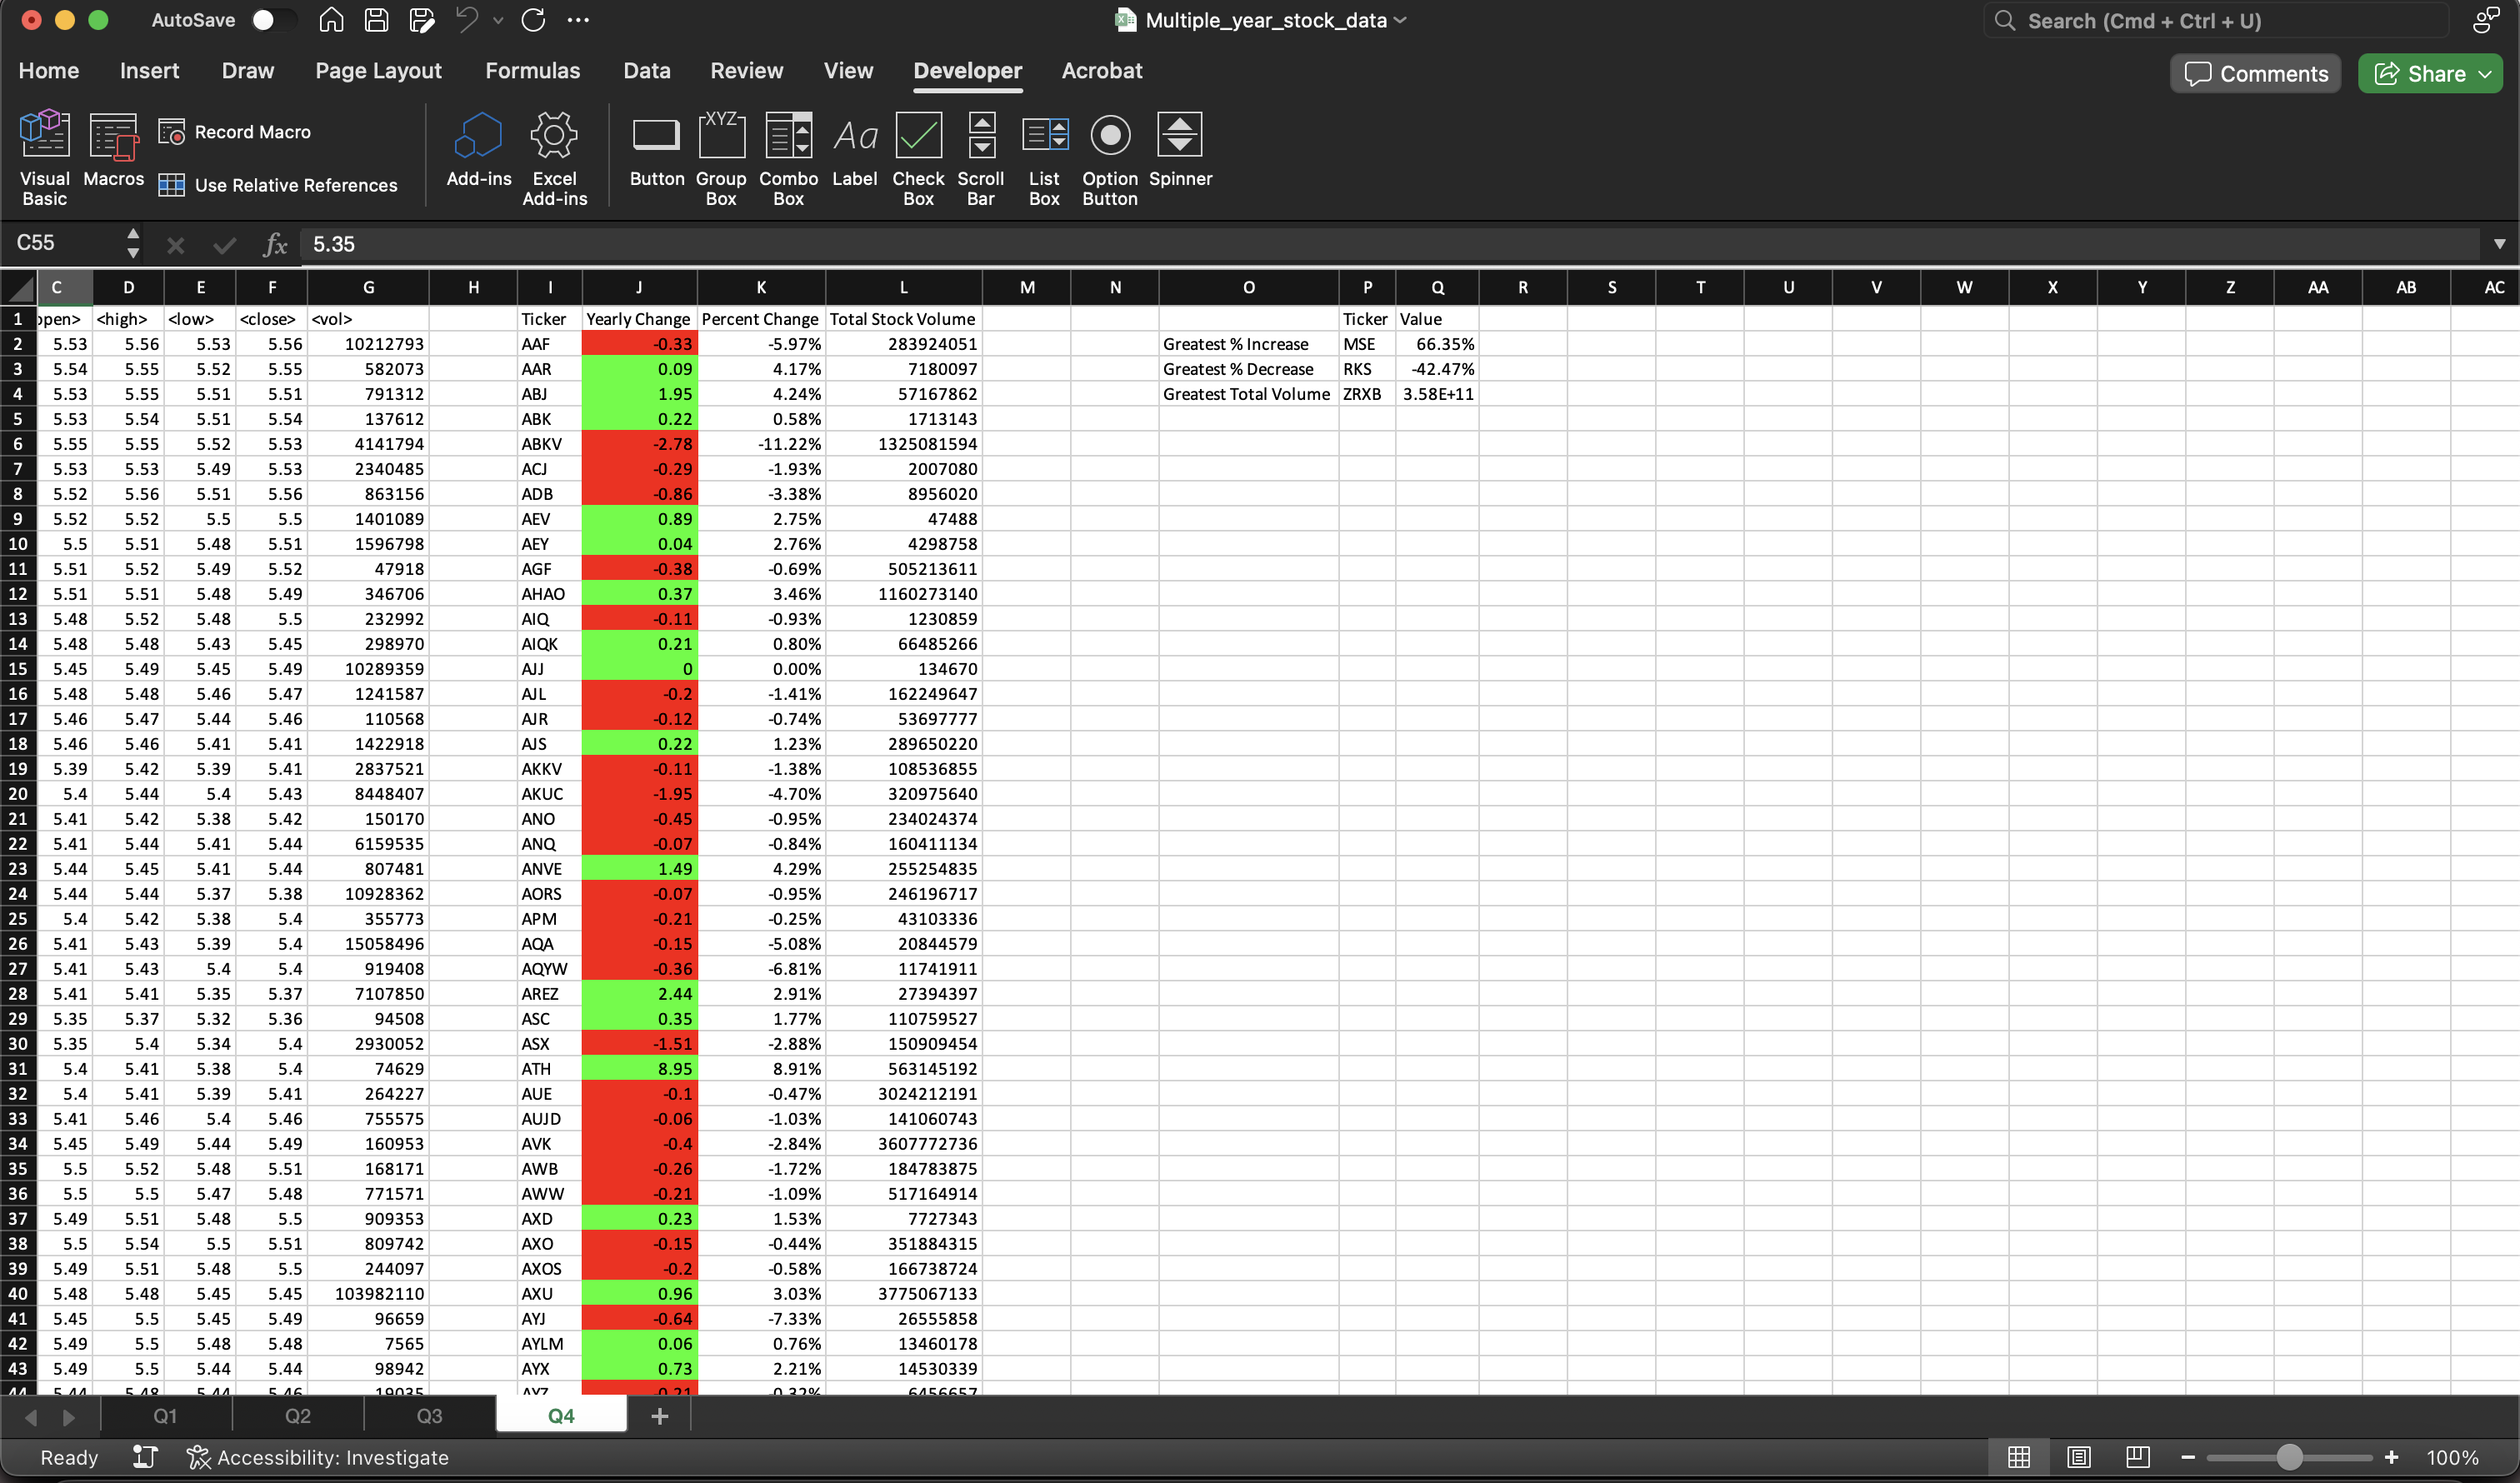 AutoSave Multiple_year_stock_data Search (Cmd + Ctrl + U)
Home Insert Draw Page Layout Formulas Data Review View Developer Acrobat Comments Share
Visual Basic Macros Record Macro Use Relative References Add-ins Excel Add-ins Button XYZ Group Box Combo Box Aa Label Check Box Scroll Bar List Box Option Button Spinner
C55 fx 5.35
C D E F G H I J K L M N O P Q R S T U V W X Y Z AA AB AC
1 open> <high> <low> <close> <vol> Ticker Yearly Change Percent Change Total Stock Volume Ticker Value
2 5.53 5.56 5.53 5.56 10212793 AAF -0.33 -5.97% 283924051 Greatest % Increase MSE 66.35%
3 5.54 5.55 5.52 5.55 582073 AAR 0.09 4.17% 7180097 Greatest % Decrease RKS -42.47%
4 5.53 5.55 5.51 5.51 791312 ABJ 1.95 4.24% 57167862 Greatest Total Volume ZRXB 3.58E+11
5 5.53 5.54 5.51 5.54 137612 ABK 0.22 0.58% 1713143
6 5.55 5.55 5.52 5.53 4141794 ABKV -2.78 -11.22% 1325081594
7 5.53 5.53 5.49 5.53 2340485 ACJ -0.29 -1.93% 2007080
8 5.52 5.56 5.51 5.56 863156 ADB -0.86 -3.38% 8956020
9 5.52 5.52 5.5 5.5 1401089 AEV 0.89 2.75% 47488
10 5.5 5.51 5.48 5.51 1596798 AEY 0.04 2.76% 4298758
11 5.51 5.52 5.49 5.52 47918 AGF -0.38 -0.69% 505213611
12 5.51 5.51 5.48 5.49 346706 AHAO 0.37 3.46% 1160273140
13 5.48 5.52 5.48 5.5 232992 AIQ -0.11 -0.93% 1230859
14 5.48 5.48 5.43 5.45 298970 AIQK 0.21 0.80% 66485266
15 5.45 5.49 5.45 5.49 10289359 AJJ 0 0.00% 134670
16 5.48 5.48 5.46 5.47 1241587 AJL -0.2 -1.41% 162249647
17 5.46 5.47 5.44 5.46 110568 AJR -0.12 -0.74% 53697777
18 5.46 5.46 5.41 5.41 1422918 AJS 0.22 1.23% 289650220
19 5.39 5.42 5.39 5.41 2837521 AKKV -0.11 -1.38% 108536855
20 5.4 5.44 5.4 5.43 8448407 AKUC -1.95 -4.70% 320975640
21 5.41 5.42 5.38 5.42 150170 ANO -0.45 -0.95% 234024374
22 5.41 5.44 5.41 5.44 6159535 ANQ -0.07 -0.84% 160411134
23 5.44 5.45 5.41 5.44 807481 ANVE 1.49 4.29% 255254835
24 5.44 5.44 5.37 5.38 10928362 AORS -0.07 -0.95% 246196717
25 5.4 5.42 5.38 5.4 355773 APM -0.21 -0.25% 43103336
26 5.41 5.43 5.39 5.4 15058496 AQA -0.15 -5.08% 20844579
27 5.41 5.43 5.4 5.4 919408 AQYW -0.36 -6.81% 11741911
28 5.41 5.41 5.35 5.37 7107850 AREZ 2.44 2.91% 27394397
29 5.35 5.37 5.32 5.36 94508 ASC 0.35 1.77% 110759527
30 5.35 5.4 5.34 5.4 2930052 ASX -1.51 -2.88% 150909454
31 5.4 5.41 5.38 5.4 74629 ATH 8.95 8.91% 563145192
32 5.4 5.41 5.39 5.41 264227 AUE -0.1 -0.47% 3024212191
33 5.41 5.46 5.4 5.46 755575 AUJD -0.06 -1.03% 141060743
34 5.45 5.49 5.44 5.49 160953 AVK -0.4 -2.84% 3607772736
35 5.5 5.52 5.48 5.51 168171 AWB -0.26 -1.72% 184783875
36 5.5 5.5 5.47 5.48 771571 AWW -0.21 -1.09% 517164914
37 5.49 5.51 5.48 5.5 909353 AXD 0.23 1.53% 7727343
38 5.5 5.54 5.5 5.51 809742 AXO -0.15 -0.44% 351884315
39 5.49 5.51 5.48 5.5 244097 AXOS -0.2 -0.58% 166738724
40 5.48 5.48 5.45 5.45 103982110 AXU 0.96 3.03% 3775067133
41 5.45 5.5 5.45 5.49 96659 AYJ -0.64 -7.33% 26555858
42 5.49 5.5 5.48 5.48 7565 AYLM 0.06 0.76% 13460178
43 5.49 5.5 5.44 5.44 98942 AYX 0.73 2.21% 14530339
44 5.44 5.48 5.44 5.46 19035 AYZ -0.21 -0.32% 6456657
Q1 Q2 Q3 Q4
Ready Accessibility: Investigate 100%